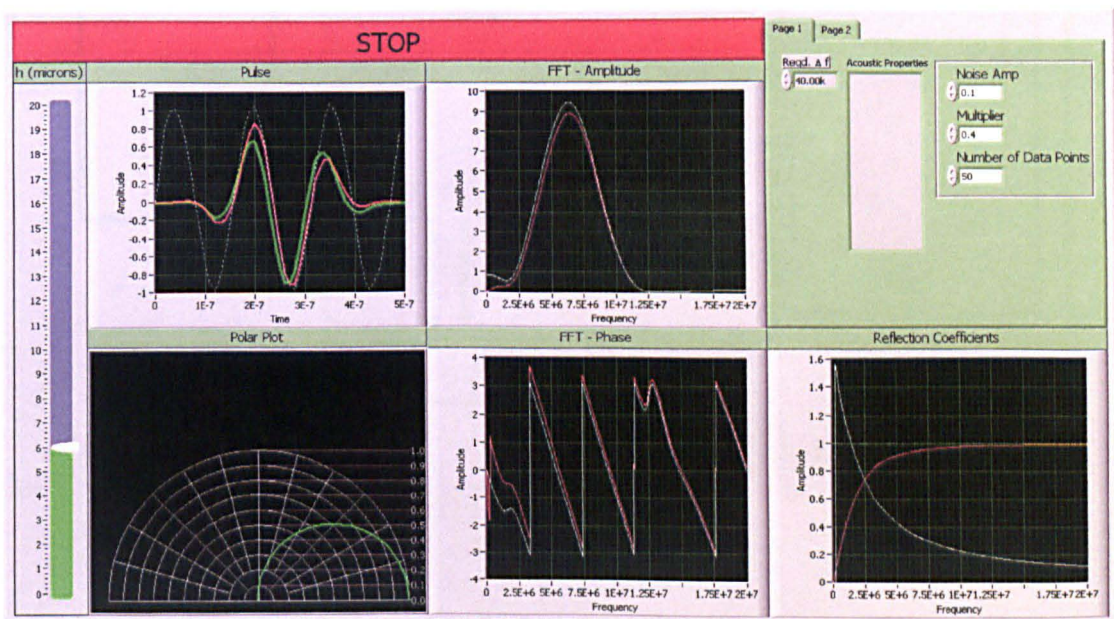 STOP
Page 1
Page 2
h (microns)
20
19
18
17
16
15
14
13
12
11
10
9
8
7
6
5
4
3
2
1
0
Pulse
Amplitude
1.2
1
0.8
0.6
0.4
0.2
0
-0.2
-0.4
-0.6
-0.8
-1
0 1E-7 2E-7 3E-7 4E-7 5E-7
Time
FFT - Amplitude
Amplitude
10
9
8
7
6
5
4
3
2
1
0
0 2.5E+6 5E+6 7.5E+6 1E+7 1.25E+7 1.75E+7 2E+7
Frequency
Reqd. Δ f
40.00k
Acoustic Properties
Noise Amp
0.1
Multiplier
0.4
Number of Data Points
50
Polar Plot
1.0
0.9
0.8
0.7
0.6
0.5
0.4
0.3
0.2
0.1
0.0
FFT - Phase
Amplitude
4
3
2
1
0
-1
-2
-3
-4
0 2.5E+6 5E+6 7.5E+6 1E+7 1.25E+7 1.75E+7 2E+7
Frequency
Reflection Coefficients
Amplitude
1.6
1.4
1.2
1
0.8
0.6
0.4
0.2
0
0 2.5E+6 5E+6 7.5E+6 1E+7 1.25E+7 1.75E+7 2E+7
Frequency